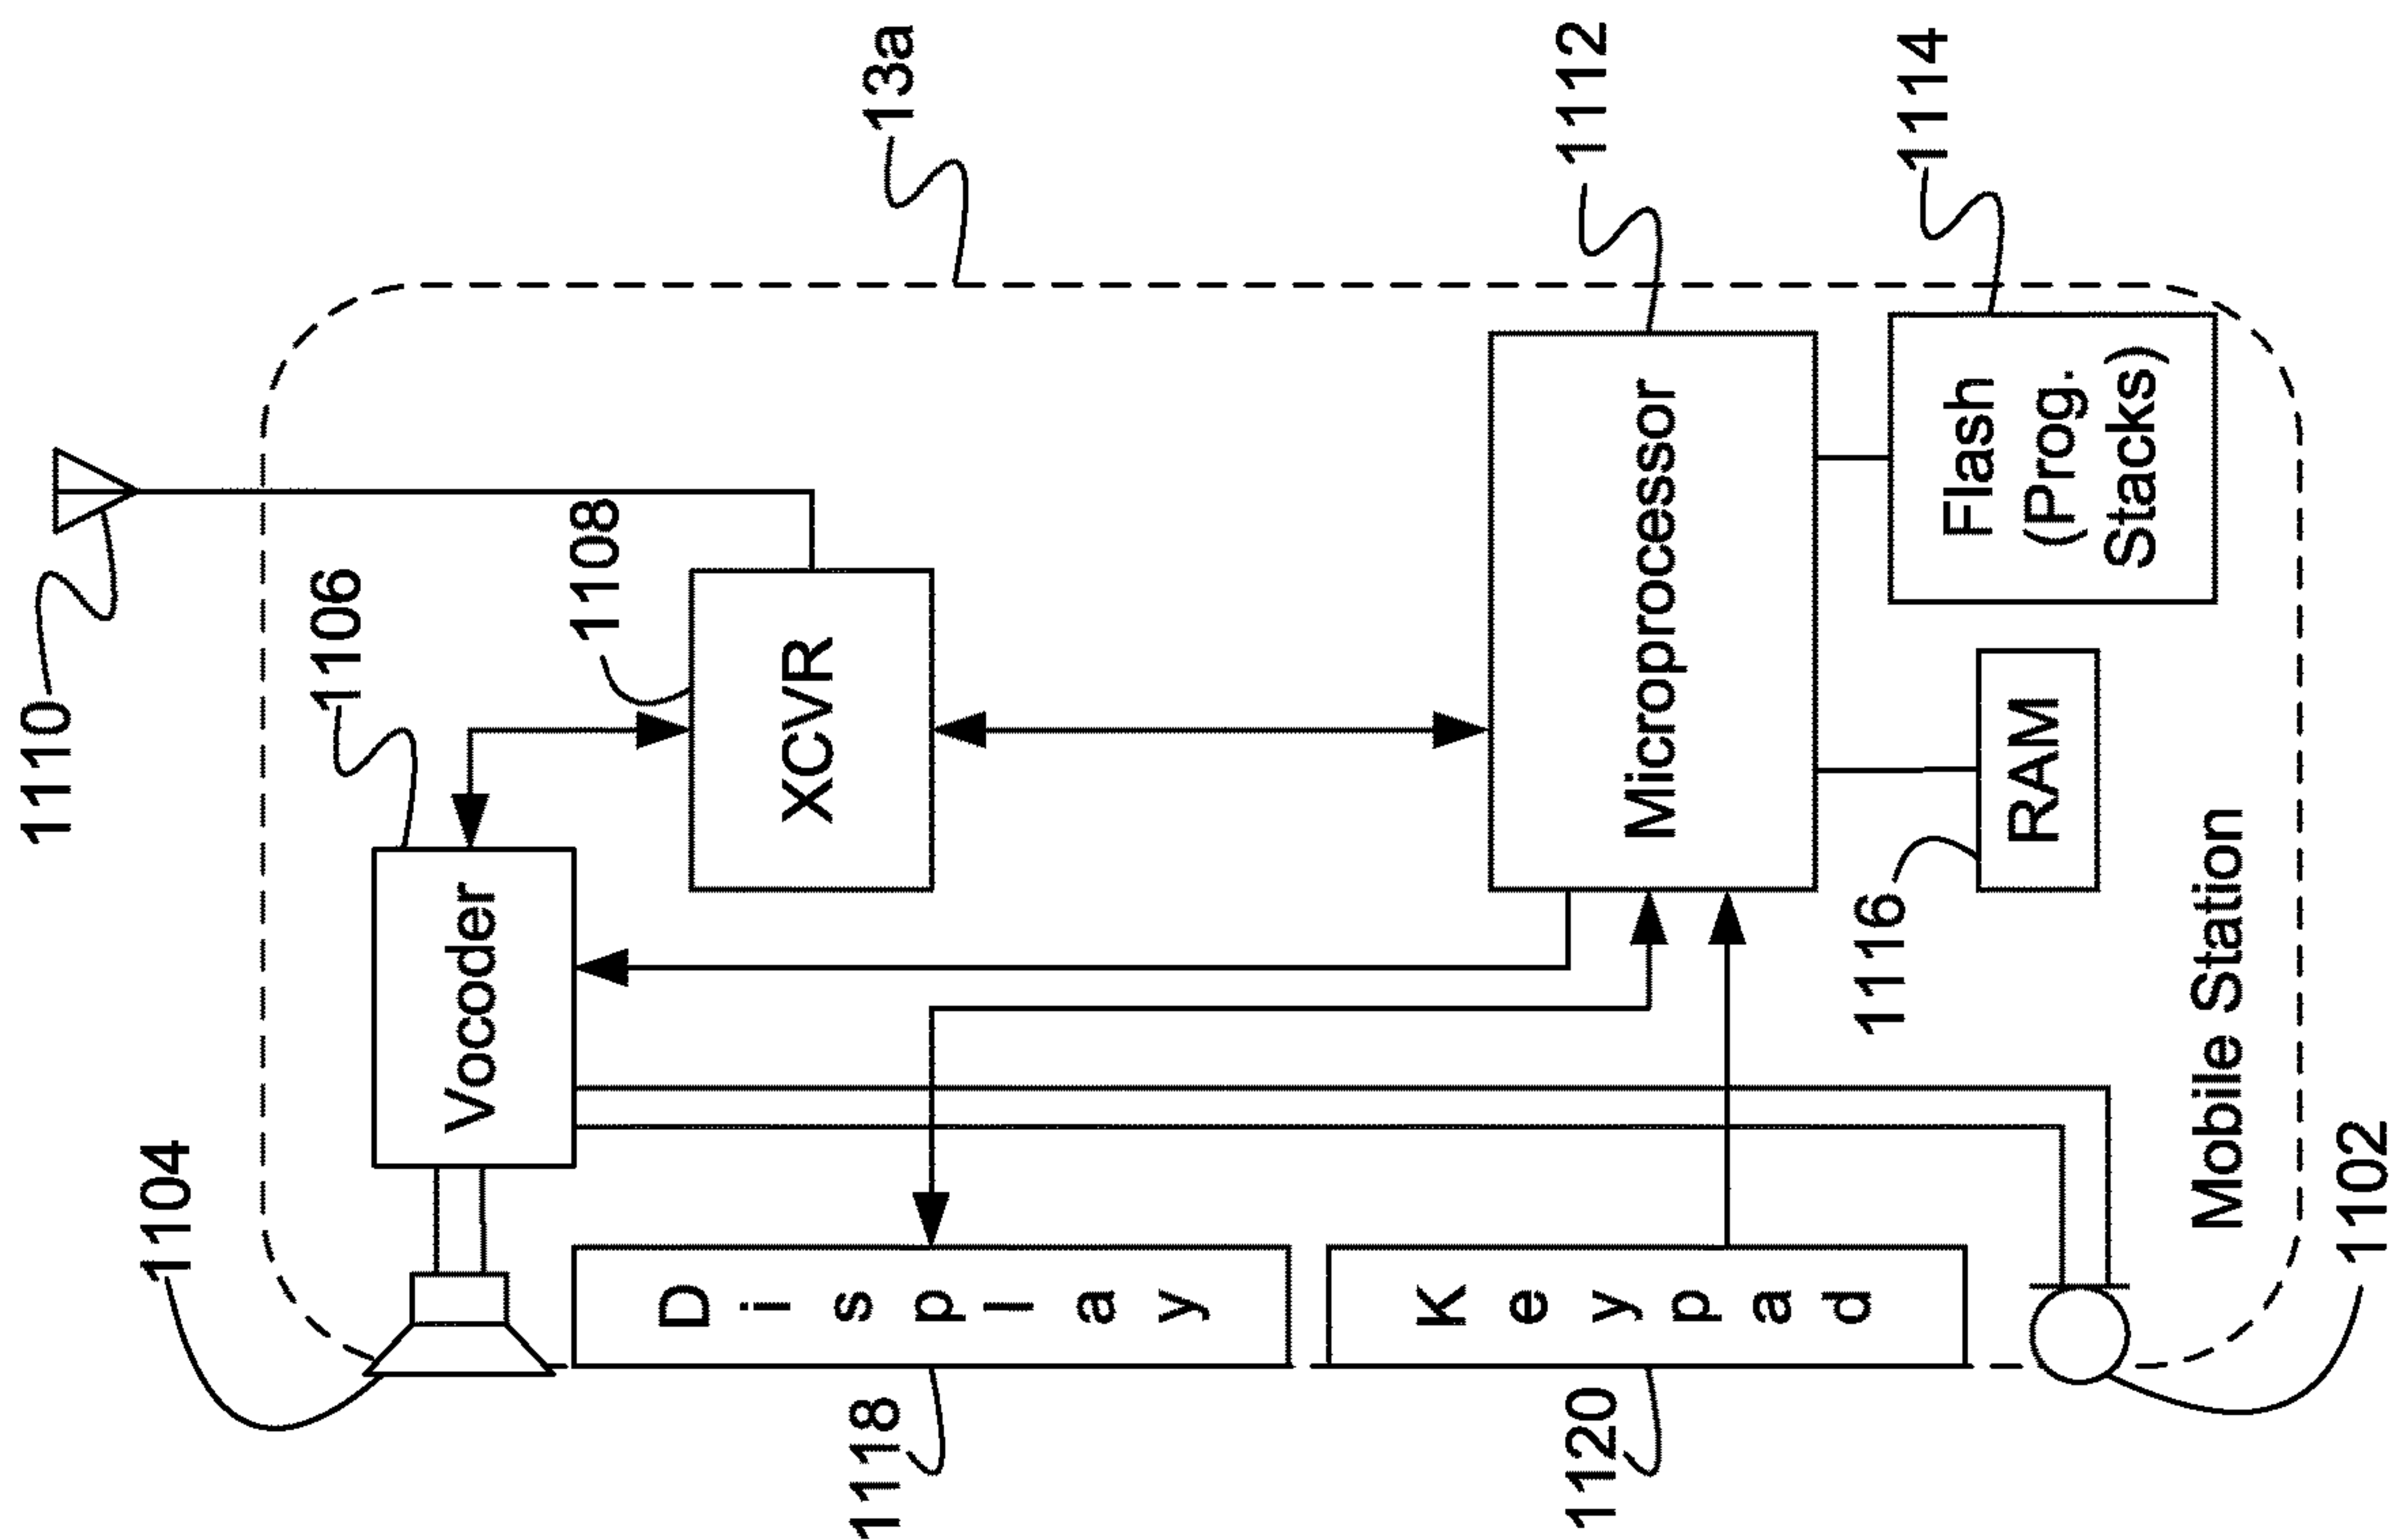 1110
13a
1104
1106
1108
1112
1114
Vocoder
XCVR
Microprocessor
Flash
(Prog.
Stacks)
RAM
1116
Display
Keypad
1118
1120
1102
Mobile Station